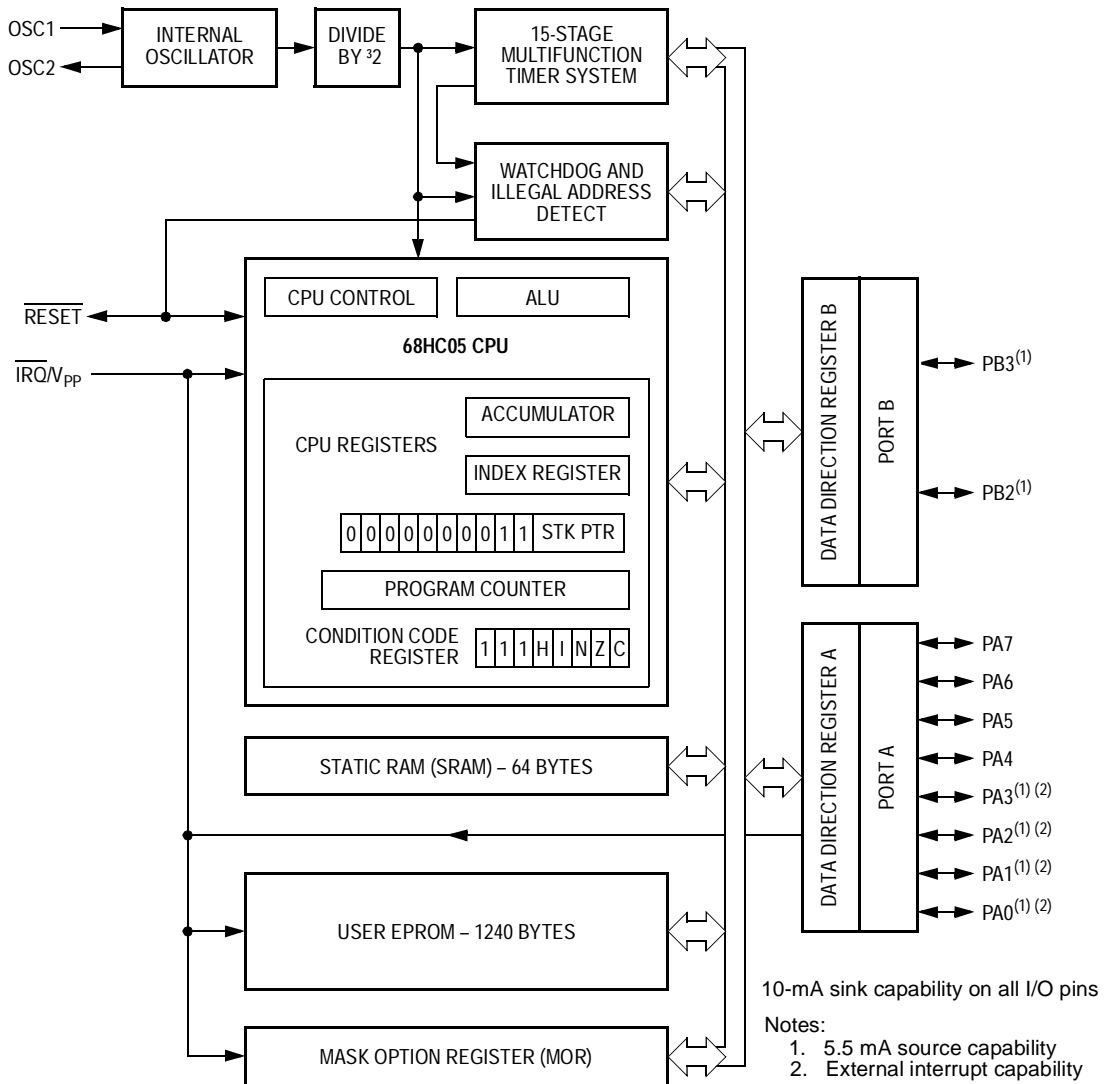 OSC1
OSC2
INTERNAL
OSCILLATOR
DIVIDE
BY ³2
15-STAGE
MULTIFUNCTION
TIMER SYSTEM
WATCHDOG AND
ILLEGAL ADDRESS
DETECT
RESET
IRQ/VPP
CPU CONTROL
ALU
68HC05 CPU
CPU REGISTERS
ACCUMULATOR
INDEX REGISTER
0 0 0 0 0 0 0 0 1 1 STK PTR
PROGRAM COUNTER
CONDITION CODE
REGISTER
1 1 1 H I N Z C
STATIC RAM (SRAM) – 64 BYTES
USER EPROM – 1240 BYTES
MASK OPTION REGISTER (MOR)
DATA DIRECTION REGISTER B
PORT B
PB3(1)
PB2(1)
DATA DIRECTION REGISTER A
PORT A
PA7
PA6
PA5
PA4
PA3(1) (2)
PA2(1) (2)
PA1(1) (2)
PA0(1) (2)
10-mA sink capability on all I/O pins
Notes:
1. 5.5 mA source capability
2. External interrupt capability